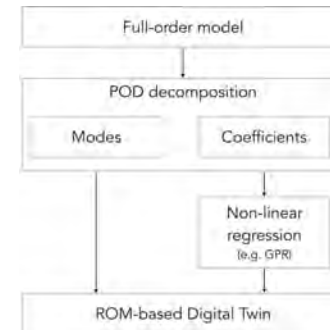 Full-order model
POD decomposition
Modes
Coefficients
Non-linear
regression
(e.g. GPR)
ROM-based Digital Twin